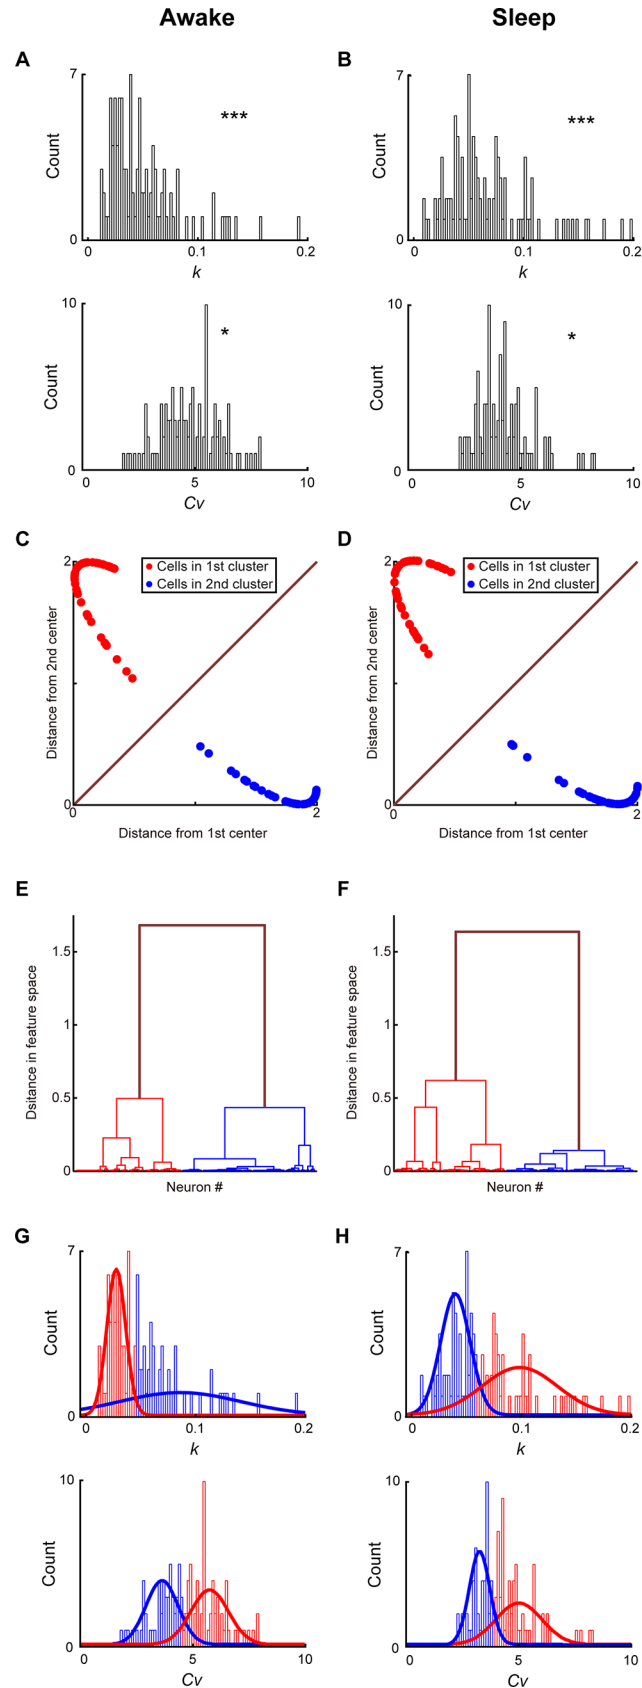 Awake Sleep
A B
7 7
Count Count
*** ***
0 0
0 0.1 0.2 0 0.1 0.2
k k
10 10
Count Count
* *
0 0
0 5 10 0 5 10
Cv Cv
C D
2 2
Cells in 1st cluster Cells in 1st cluster
Cells in 2nd cluster Cells in 2nd cluster
Distance from 2nd center Distance from 2nd center
0 0
2 2
Distance from 1st center Distance from 1st center
E F
1.5 1.5
1 1
0.5 0.5
0 0
Dsitance in feature space Dsitance in feature space
Neuron # Neuron #
G H
7 7
Count Count
0 0
0 0.1 0.2 0 0.1 0.2
k k
10 10
Count Count
0 0
0 5 10 0 5 10
Cv Cv